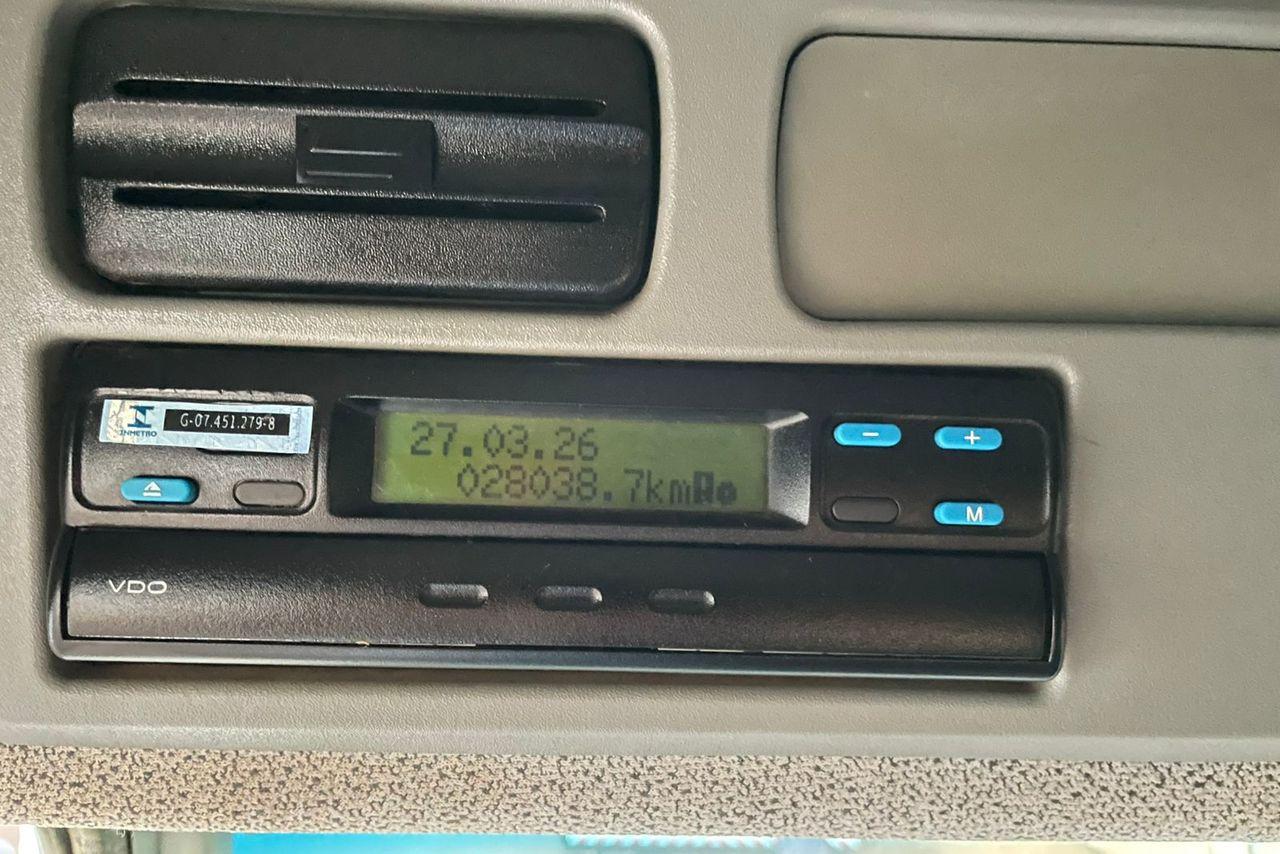 INMETRO
G-07.451.279-8
27.03.26
028038.7km
− +
M
VDO